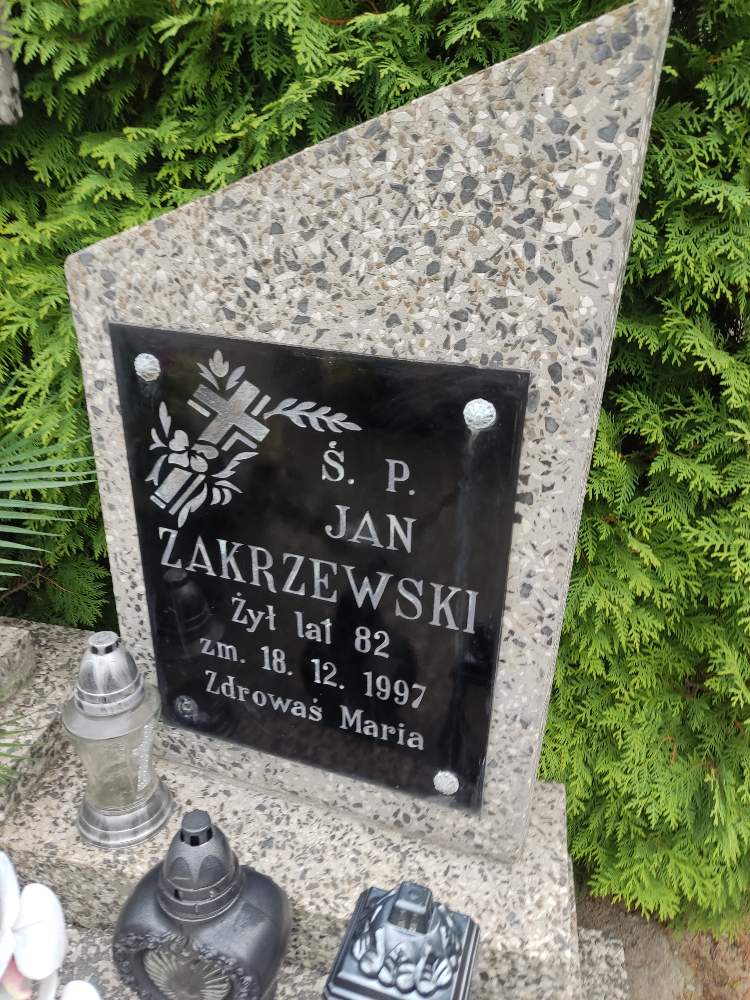 Ś. P.
JAN
ZAKRZEWSKI
Żył lat 82
zm. 18. 12. 1997
Zdrowaś Maria